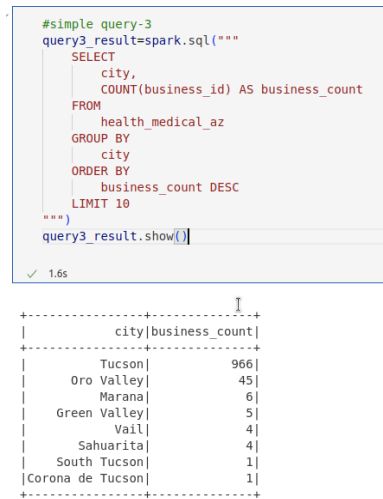 #simple query-3
query3_result=spark.sql("""
    SELECT
        city,
        COUNT(business_id) AS business_count
    FROM
        health_medical_az
    GROUP BY
        city
    ORDER BY
        business_count DESC
    LIMIT 10
""")
query3_result.show()
✓ 1.6s
+----------------+--------------+
|            city|business_count|
+----------------+--------------+
|          Tucson|           966|
|      Oro Valley|            45|
|          Marana|             6|
|    Green Valley|             5|
|            Vail|             4|
|       Sahuarita|             4|
|    South Tucson|             1|
|Corona de Tucson|             1|
+----------------+--------------+